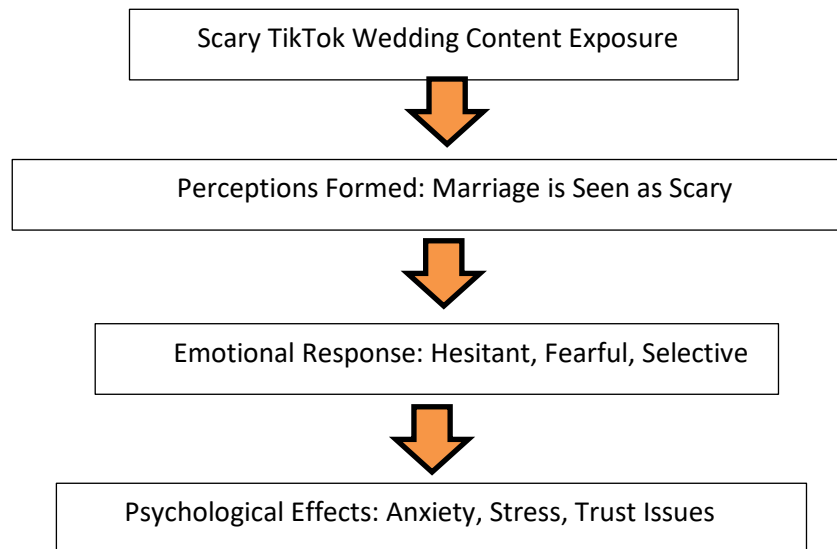 Scary TikTok Wedding Content Exposure
Perceptions Formed: Marriage is Seen as Scary
Emotional Response: Hesitant, Fearful, Selective
Psychological Effects: Anxiety, Stress, Trust Issues